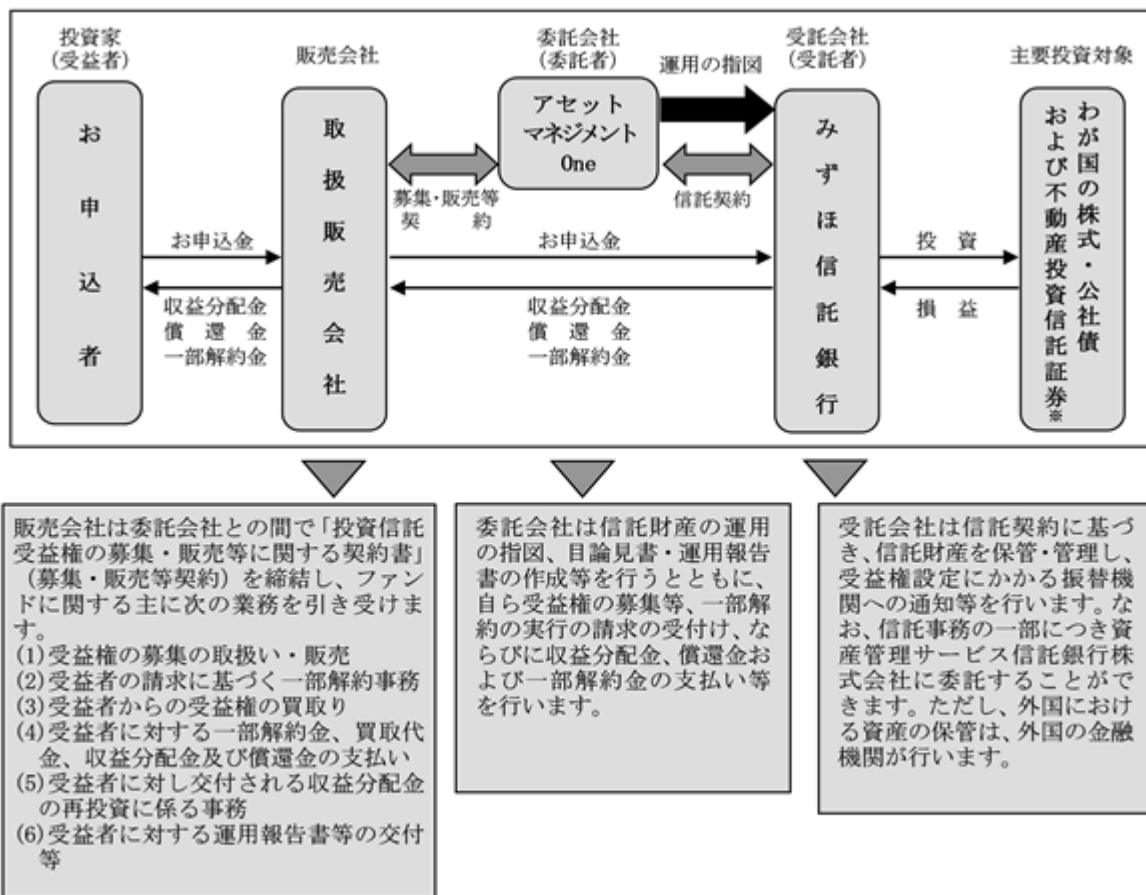 投資家
(受益者)
販売会社
委託会社
(委託者)
運用の指図
受託会社
(受託者)
主要投資対象
お申込者
取扱販売会社
アセット
マネジメント
One
みずほ信託銀行
わが国の株式・公社債
および不動産投資信託証券※
募集・販売等
契　約
信託契約
お申込金
お申込金
投 資
収益分配金
償 還 金
一部解約金
収益分配金
償 還 金
一部解約金
損 益
販売会社は委託会社との間で「投資信託
受益権の募集・販売等に関する契約書」
(募集・販売等契約)を締結し、ファン
ドに関する主に次の業務を引き受けま
す。
(1)受益権の募集の取扱い・販売
(2)受益者の請求に基づく一部解約事務
(3)受益者からの受益権の買取り
(4)受益者に対する一部解約金、買取代
金、収益分配金及び償還金の支払い
(5)受益者に対し交付される収益分配金
の再投資に係る事務
(6)受益者に対する運用報告書等の交付
等
委託会社は信託財産の運用
の指図、目論見書・運用報告
書の作成等を行うとともに、
自ら受益権の募集等、一部解
約の実行の請求の受付け、な
らびに収益分配金、償還金お
よび一部解約金の支払い等
を行います。
受託会社は信託契約に基づ
き、信託財産を保管・管理し、
受益権設定にかかる振替機
関への通知等を行います。な
お、信託事務の一部につき資
産管理サービス信託銀行株
式会社に委託することがで
きます。ただし、外国におけ
る資産の保管は、外国の金融
機関が行います。